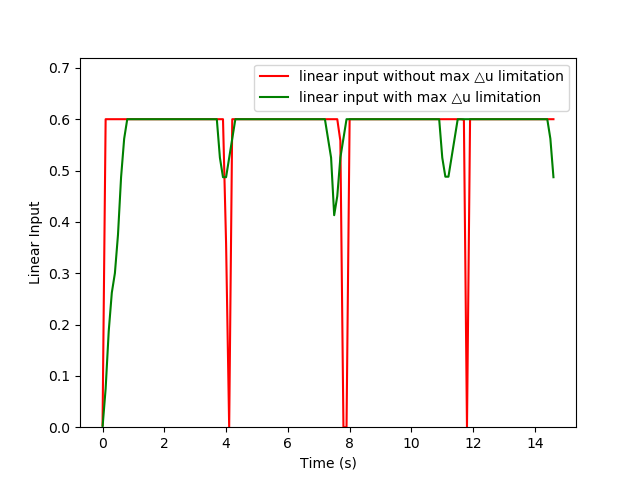 linear input without max △u limitation
linear input with max △u limitation
0.7
0.6
0.5
0.4
0.3
0.2
0.1
0.0
Linear Input
0 2 4 6 8 10 12 14
Time (s)